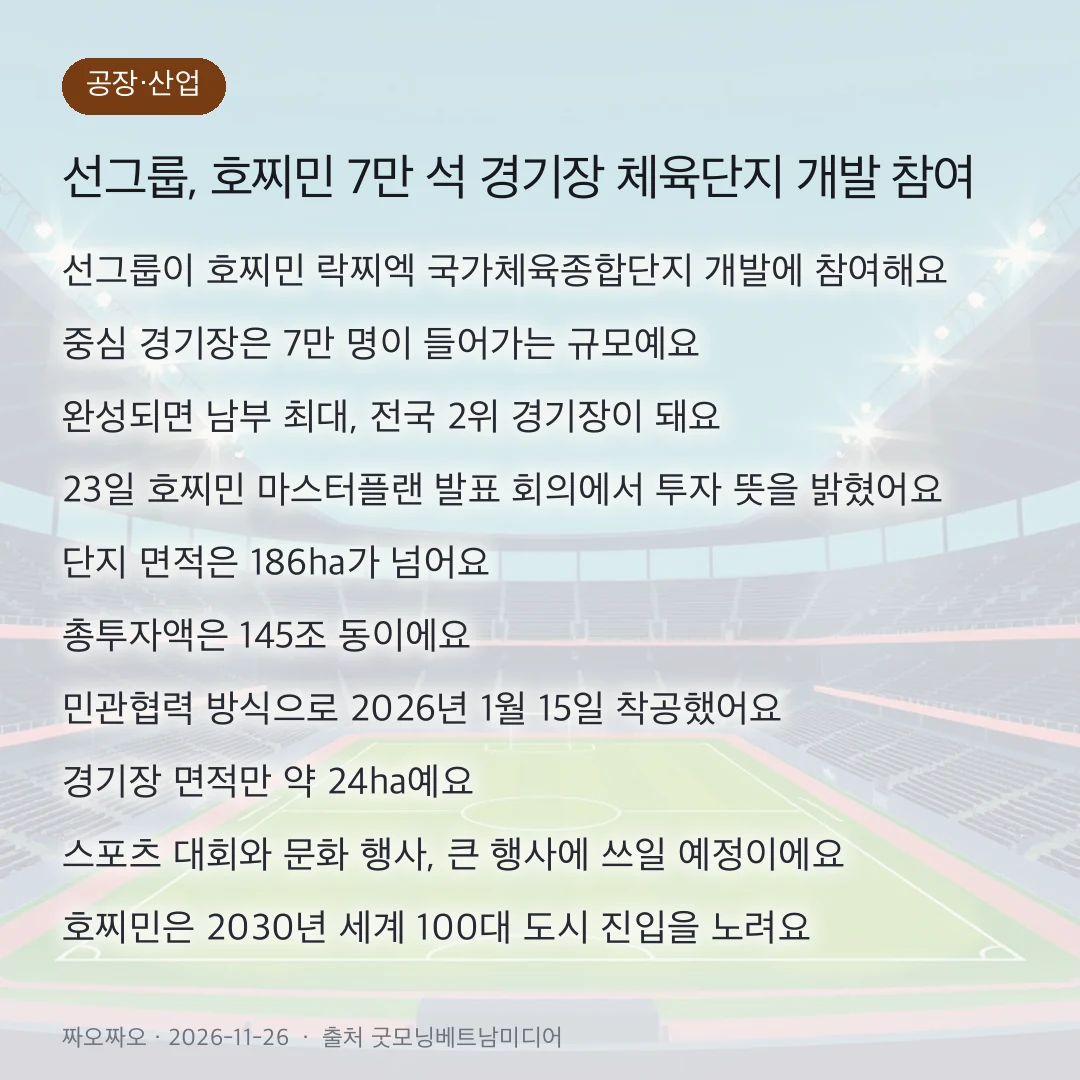 공장·산업
선그룹, 호찌민 7만 석 경기장 체육단지 개발 참여
선그룹이 호찌민 락찌엑 국가체육종합단지 개발에 참여해요
중심 경기장은 7만 명이 들어가는 규모예요
완성되면 남부 최대, 전국 2위 경기장이 돼요
23일 호찌민 마스터플랜 발표 회의에서 투자 뜻을 밝혔어요
단지 면적은 186ha가 넘어요
총투자액은 145조 동이에요
민관협력 방식으로 2026년 1월 15일 착공했어요
경기장 면적만 약 24ha예요
스포츠 대회와 문화 행사, 큰 행사에 쓰일 예정이에요
호찌민은 2030년 세계 100대 도시 진입을 노려요
짜오짜오 · 2026-11-26 · 출처 굿모닝베트남미디어